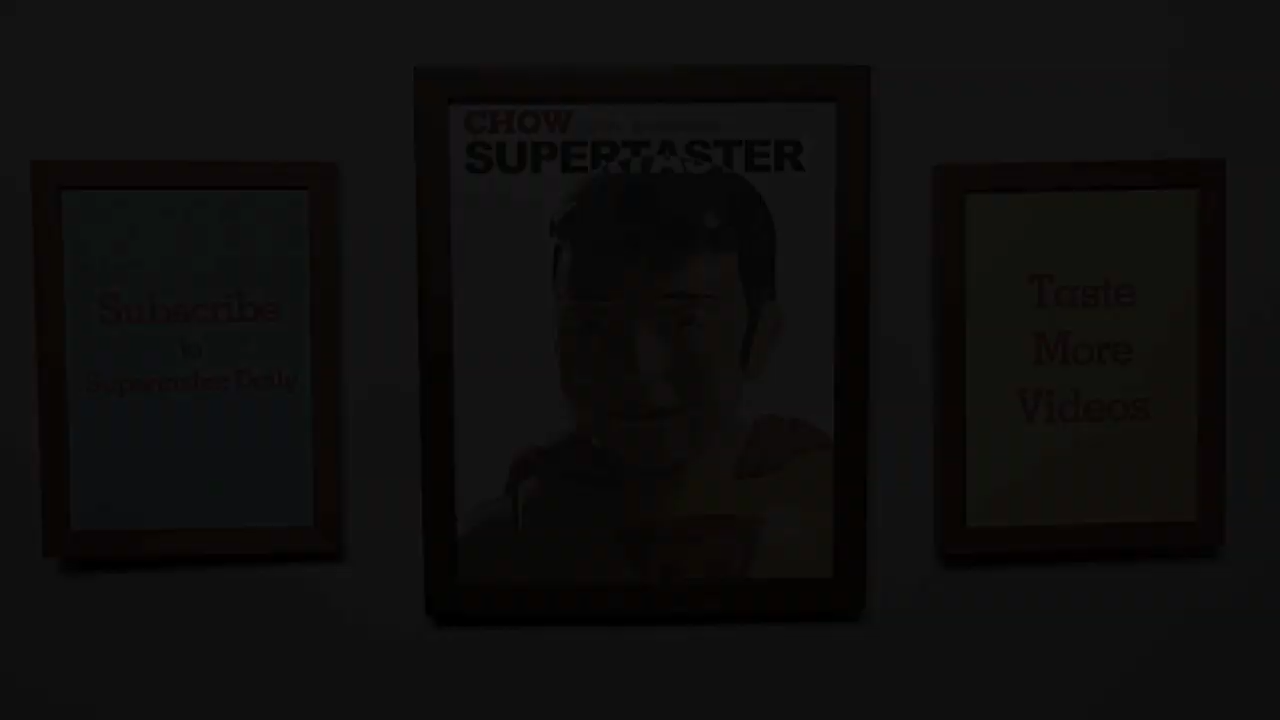 Subscribe
to
Supertaster Daily
CHOW
SUPERTASTER
Taste
More
Videos